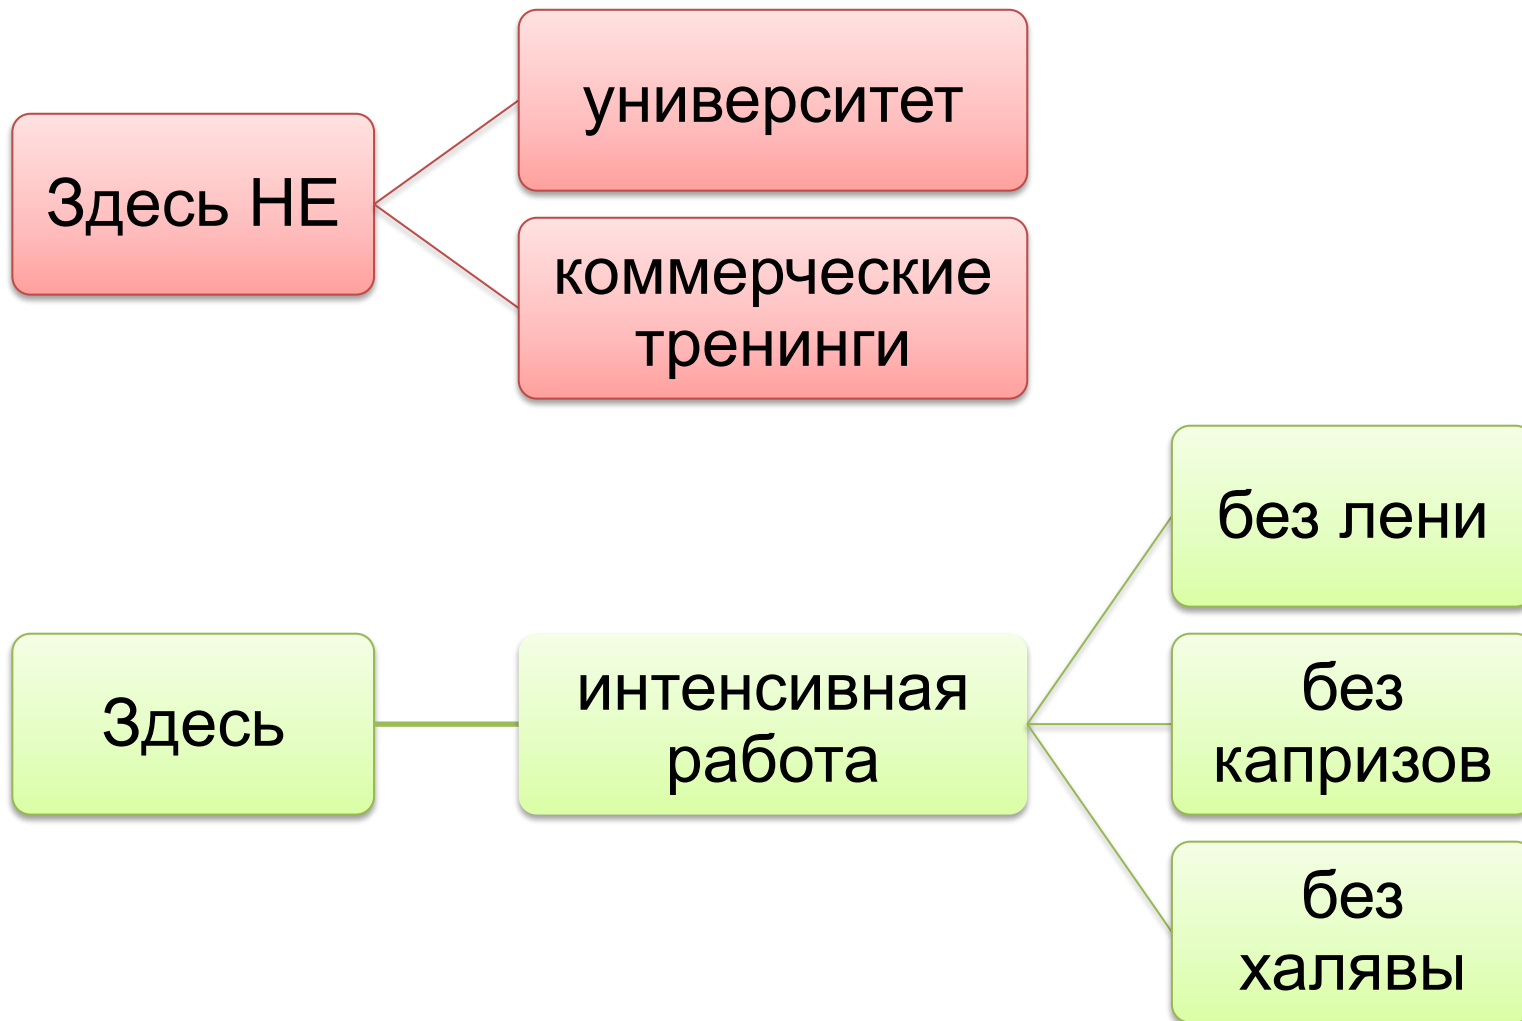 Здесь НЕ
университет
коммерческие
тренинги
Здесь
интенсивная
работа
без лени
без
капризов
без
халявы